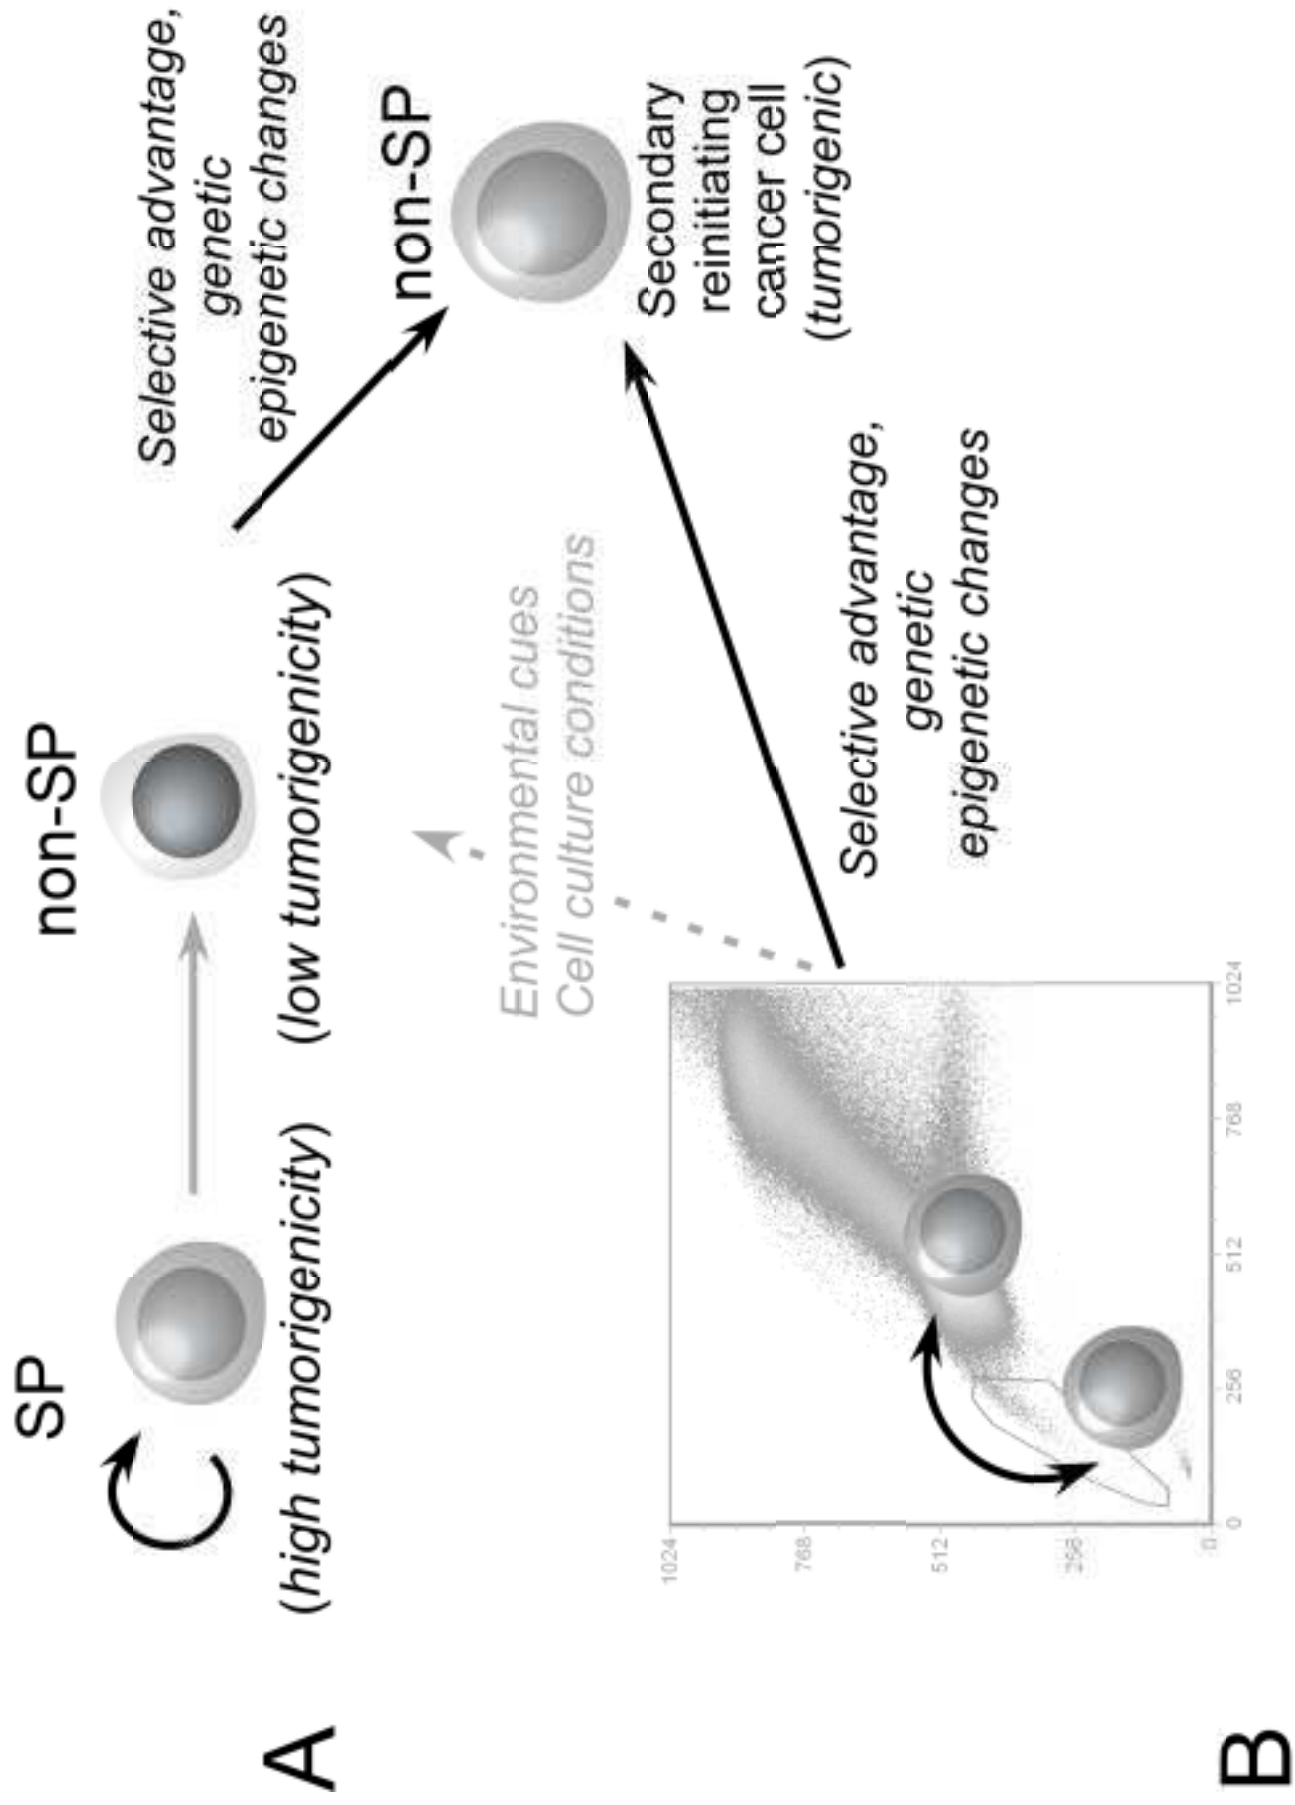 A
SP
(high tumorigenicity)
non-SP
(low tumorigenicity)
Selective advantage,
genetic
epigenetic changes
non-SP
Secondary
reinitiating
cancer cell
(tumorigenic)
Environmental cues
Cell culture conditions
Selective advantage,
genetic
epigenetic changes
B
1024
768
512
256
0
0
256
512
768
1024